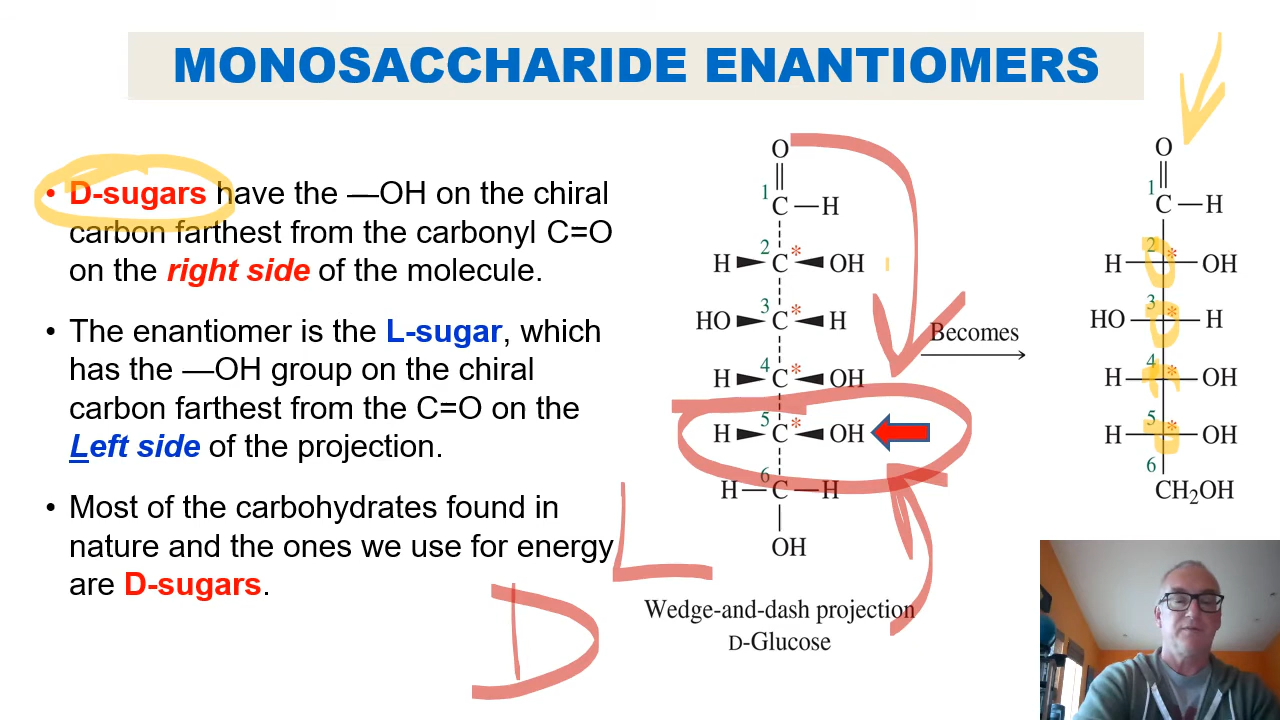 MONOSACCHARIDE ENANTIOMERS
• D-sugars have the —OH on the chiral
carbon farthest from the carbonyl C=O
on the right side of the molecule.
• The enantiomer is the L-sugar, which
has the —OH group on the chiral
carbon farthest from the C=O on the
Left side of the projection.
• Most of the carbohydrates found in
nature and the ones we use for energy
are D-sugars.
O
1
C—H
2
H C * OH
3
HO C * H
4
H C * OH
5
H C * OH
6
H—C—H
OH
Wedge-and-dash projection
D-Glucose
L
D
Becomes
O
1
C—H
2
H * OH
3
HO * H
4
H * OH
5
H * OH
6
CH₂OH